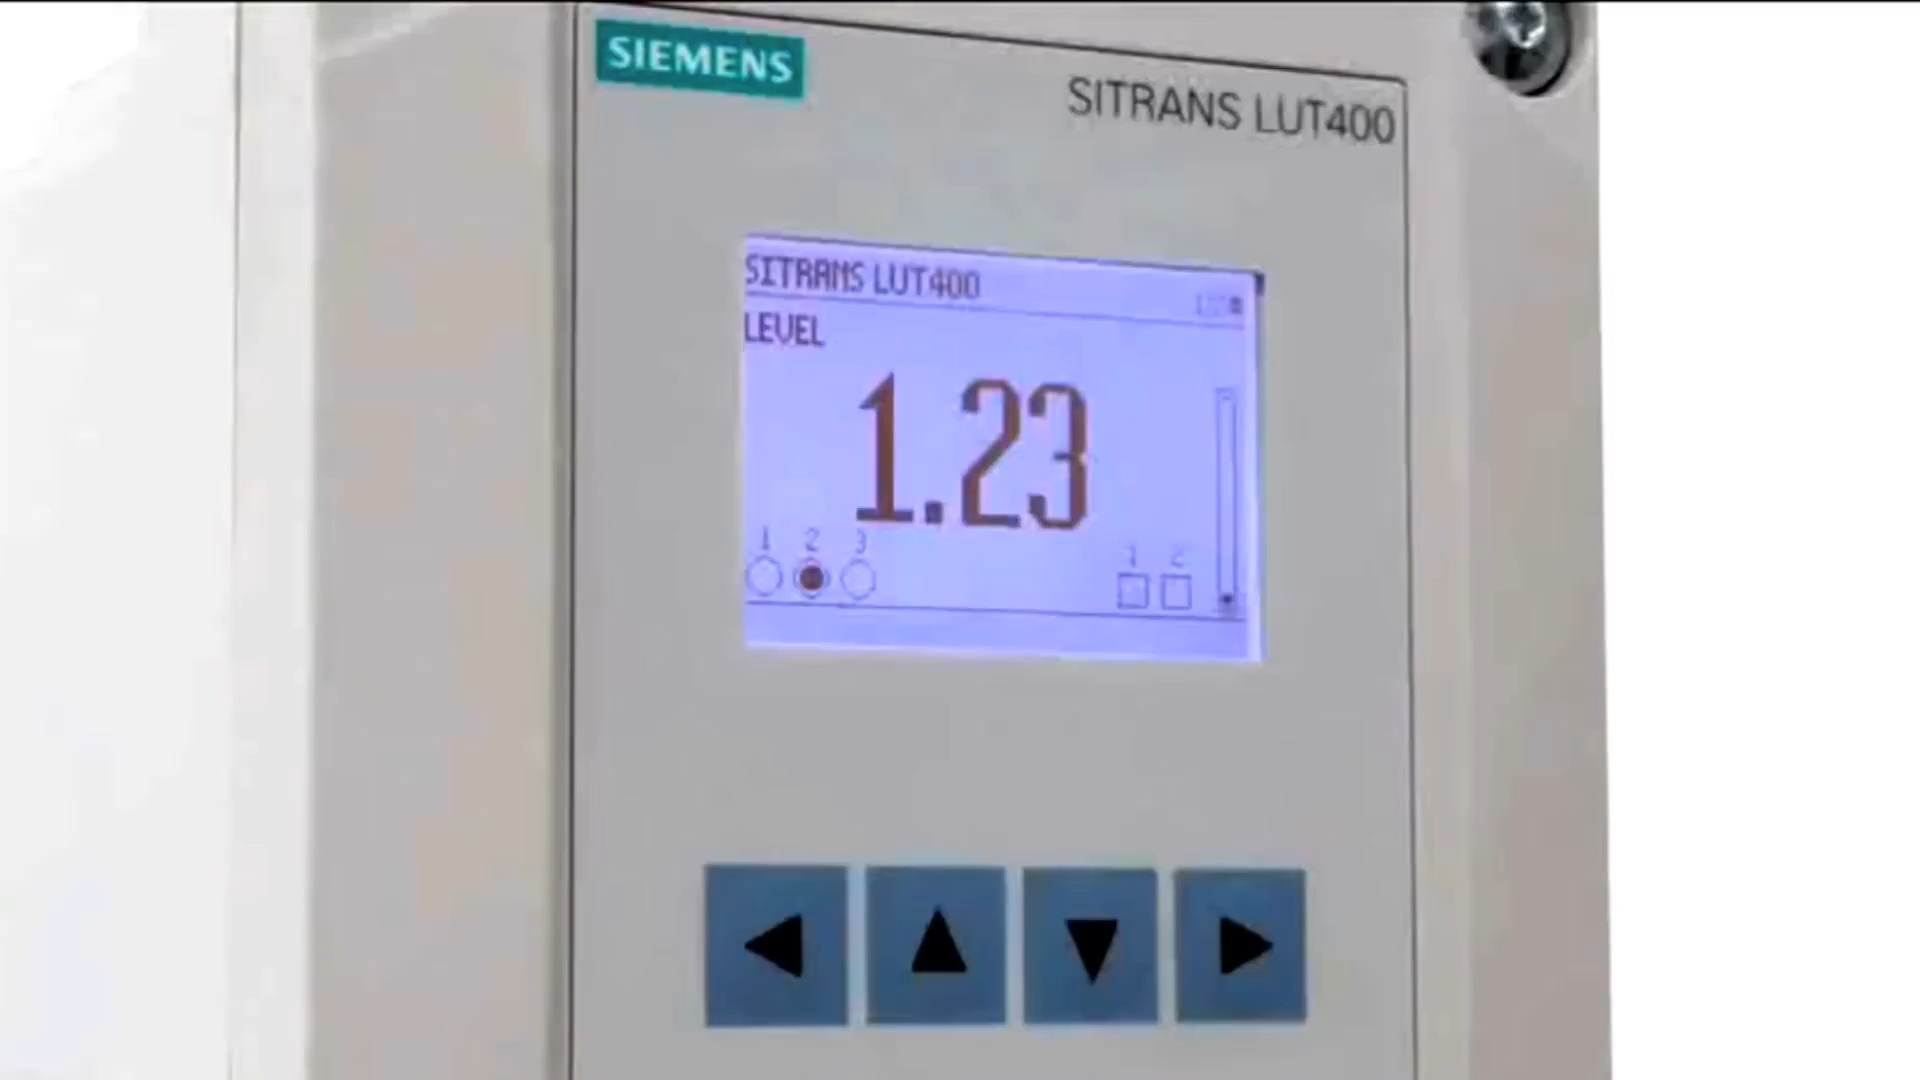 SIEMENS
SITRANS LUT400
SITRANS LUT400
LEVEL
1.23
1 2 3
1 2